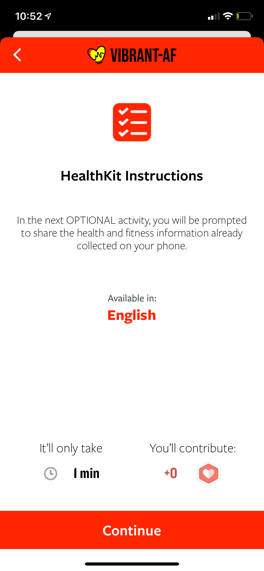 10:52
VIBRANT-AF
HealthKit Instructions
In the next OPTIONAL activity, you will be prompted
to share the health and fitness information already
collected on your phone.
Available in:
English
It'll only take
You'll contribute:
1 min
+0
Continue